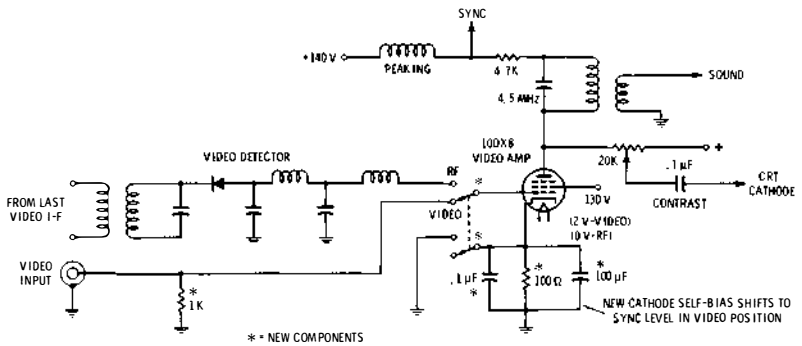 SYNC
+140 V
PEAKING
4.7K
4.5 MHz
SOUND
10DX8
VIDEO AMP
VIDEO DETECTOR
RF
20K
+
.1 µF
FROM LAST
VIDEO I-F
VIDEO
*
130 V
CONTRAST
CRT
CATHODE
(2 V-VIDEO)
(0 V-RF)
VIDEO
INPUT
*
*
1K
.1 µF
*
*
100Ω
*
100 µF
NEW CATHODE SELF-BIAS SHIFTS TO
SYNC LEVEL IN VIDEO POSITION
* = NEW COMPONENTS